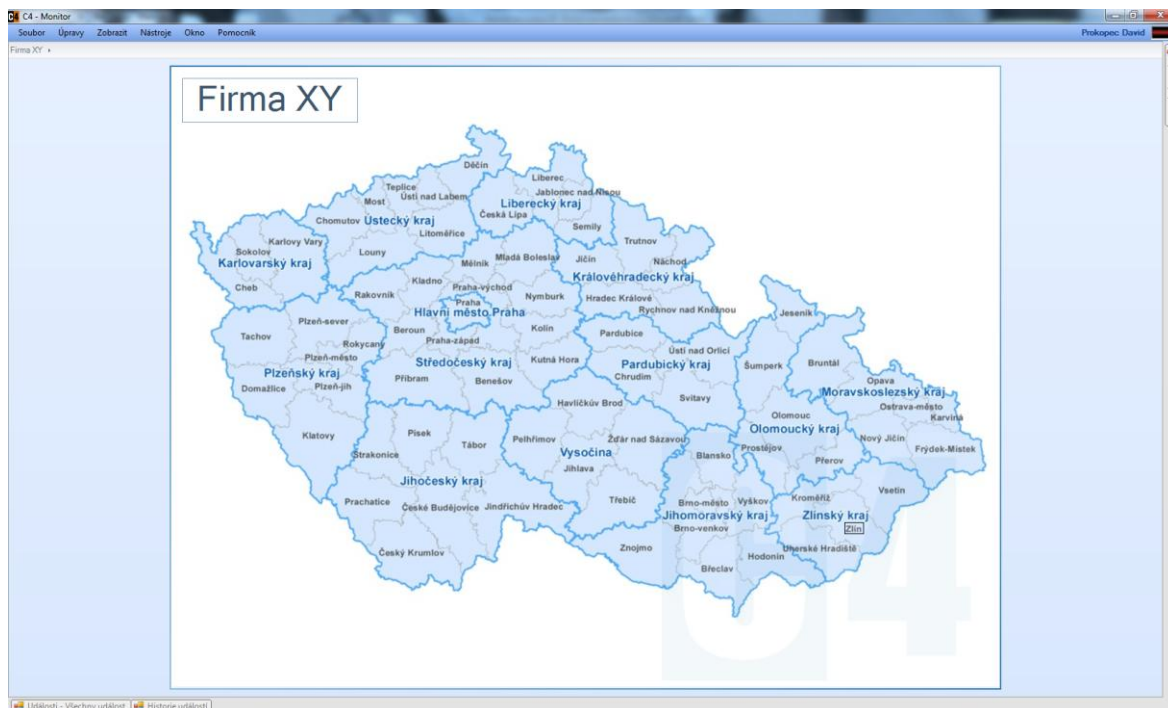 C4 - Monitor
Soubor Úpravy Zobrazit Nástroje Okno Pomocník Prokopec David
Firma XY
Firma XY
Děčín
Liberec
Teplice
Jablonec nad Nisou
Most Ústí nad Labem
Liberecký kraj
Česká Lípa
Chomutov Ústecký kraj
Semily
Litoměřice
Trutnov
Karlovy Vary
Sokolov
Louny
Mladá Boleslav Jičín
Náchod
Karlovarský kraj
Mělník
Královéhradecký kraj
Kladno
Cheb
Praha-východ
Rakovník
Nymburk
Hradec Králové
Praha
Rychnov nad Kněžnou
Hlavní město Praha
Jeseník
Plzeň-sever
Beroun
Kolín
Pardubice
Tachov
Rokycany
Praha-západ
Ústí nad Orlicí
Plzeň-město
Středočeský kraj
Kutná Hora
Pardubický kraj
Šumperk
Bruntál
Plzeňský kraj
Příbram
Benešov
Chrudim
Opava
Domažlice
Plzeň-jih
Moravskoslezský kraj
Svitavy
Havlíčkův Brod
Ostrava-město
Olomouc
Karviná
Klatovy
Písek
Olomoucký kraj
Tábor
Pelhřimov
Žďár nad Sázavou
Nový Jičín
Strakonice
Vysočina
Blansko
Prostějov
Frýdek-Místek
Přerov
Jihlava
Jihočeský kraj
Vsetín
Prachatice
Třebíč
Kroměříž
České Budějovice Jindřichův Hradec
Brno-město
Vyškov
Jihomoravský kraj
Zlínský kraj
Brno-venkov
Zlín
Znojmo
Uherské Hradiště
Český Krumlov
Hodonín
Břeclav
C4
Události - Všechny událost Historie událostí